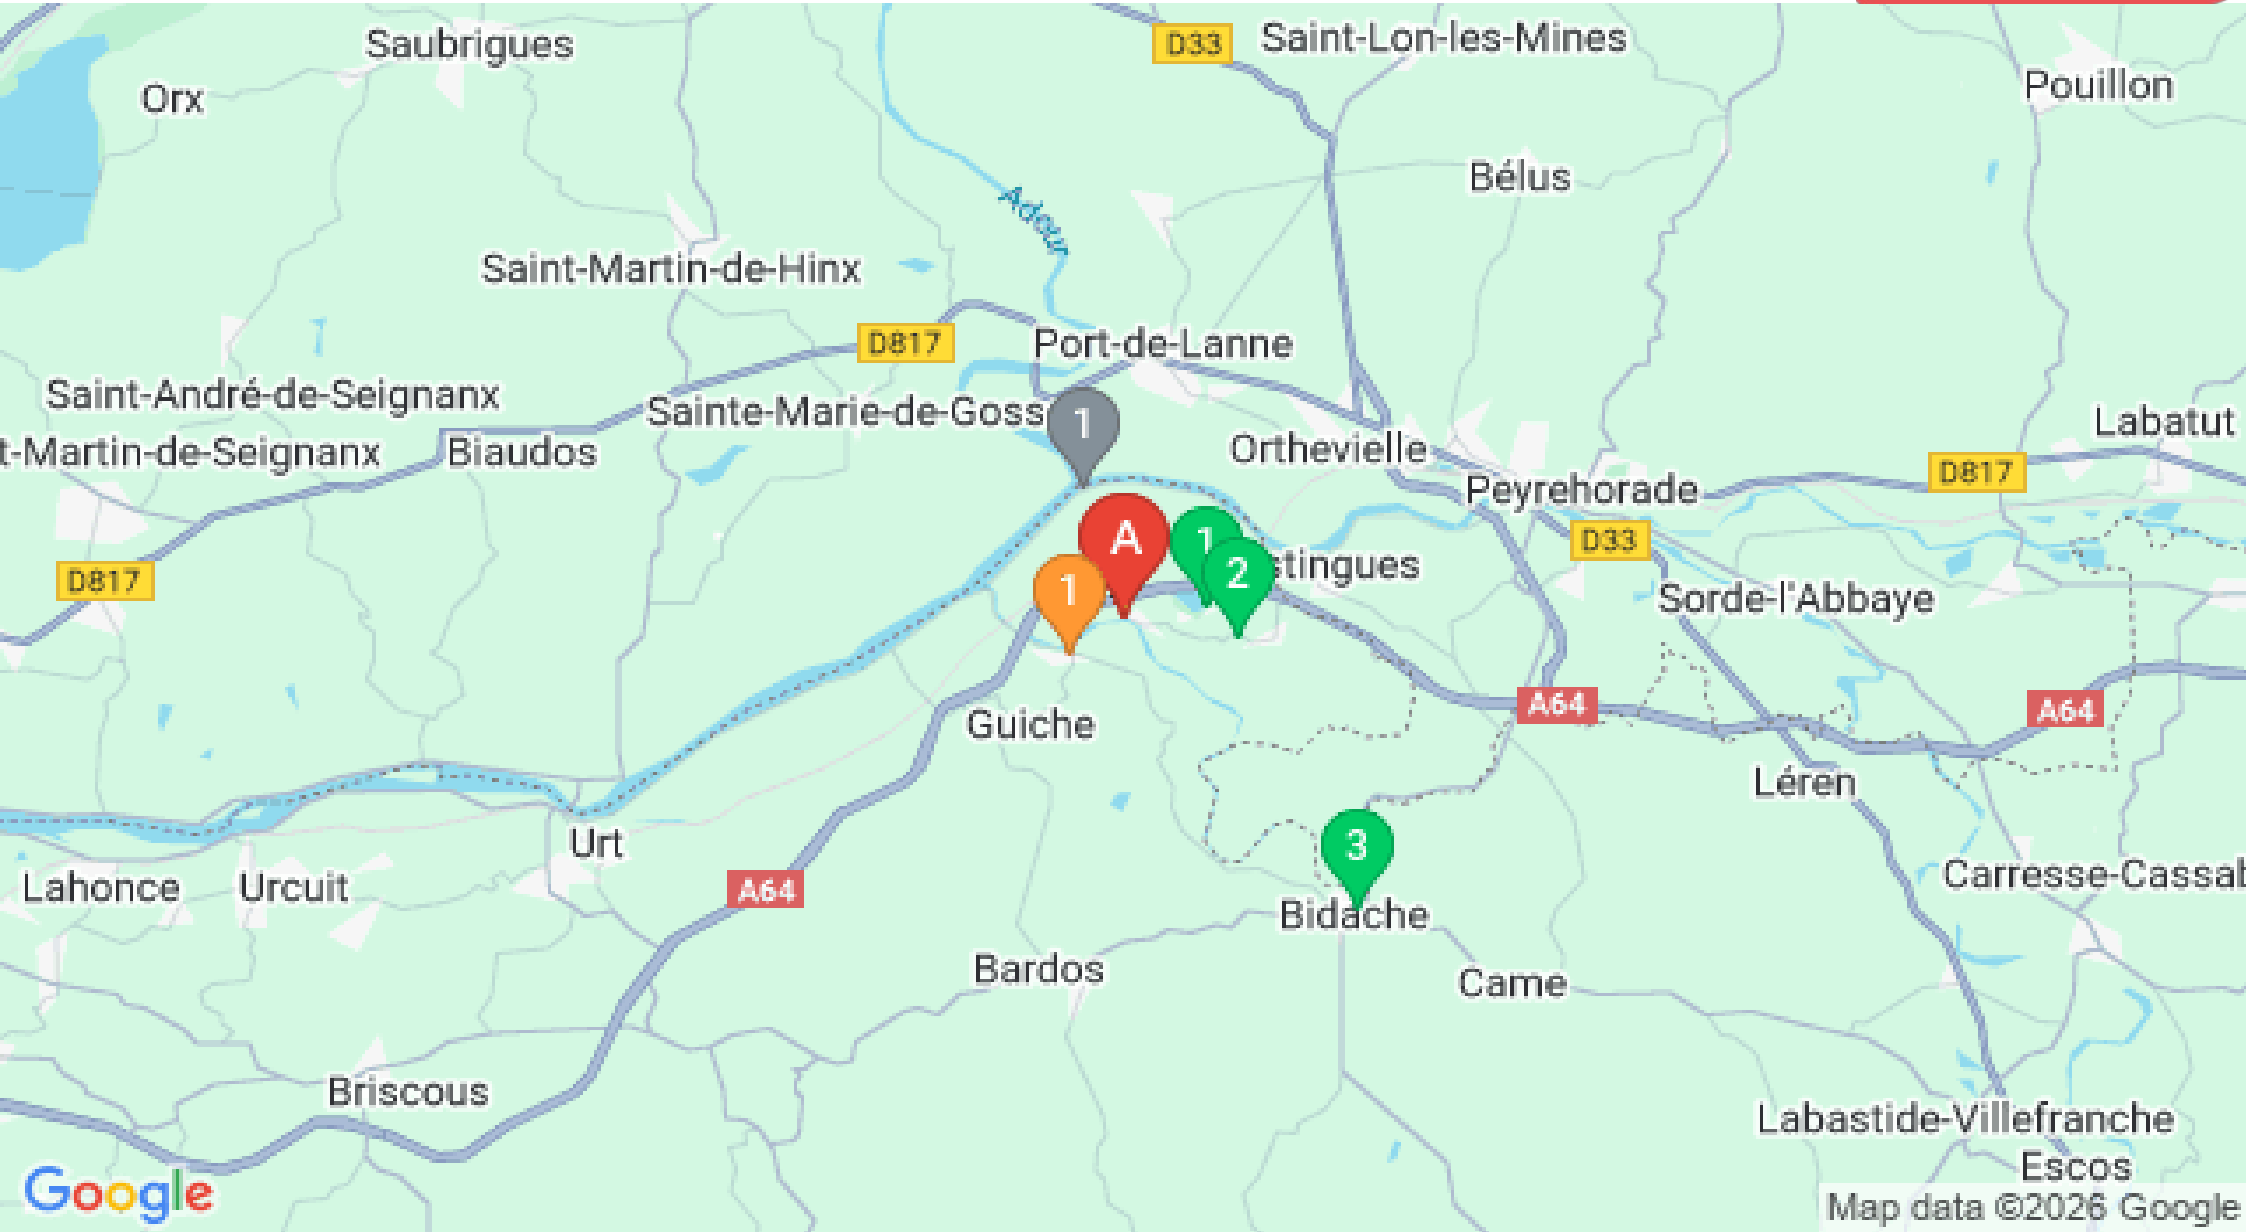 Saubrigues
D33
Saint-Lon-les-Mines
Orx
Pouillon
Bélus
Adour
Saint-Martin-de-Hinx
D817
Port-de-Lanne
Saint-André-de-Seignanx
Sainte-Marie-de-Goss
1
Labatut
t-Martin-de-Seignanx
Biaudos
Orthevielle
D817
Peyrehorade
D817
A
1
2
stingues
D33
1
Sorde-l'Abbaye
A64
A64
Guiche
Léren
Urt
3
Lahonce
Urcuit
A64
Carresse-Cassab
Bidache
Bardos
Came
Briscous
Labastide-Villefranche
Escos
Google
Map data ©2026 Google